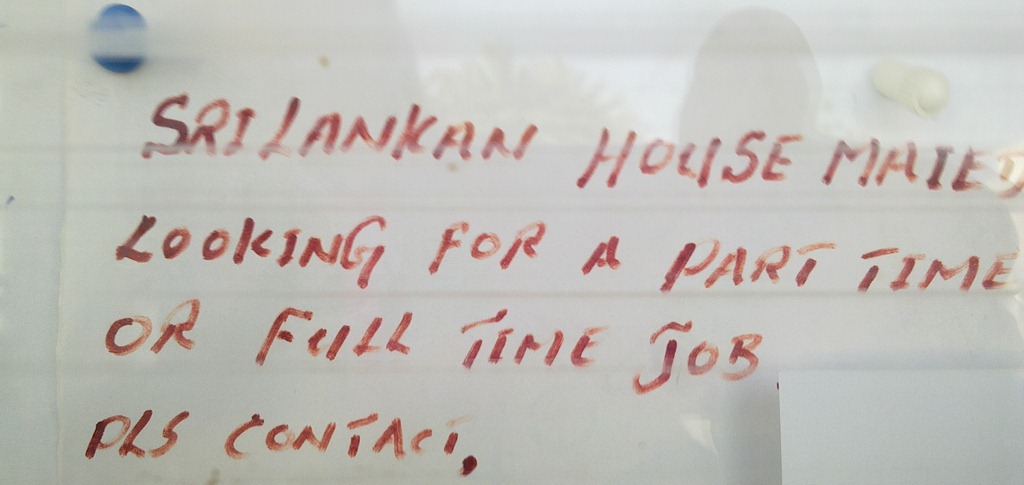 SRILANKAN HOUSE MAIED
LOOKING FOR A PART TIME
OR FULL TIME JOB.
PLS CONTACT,